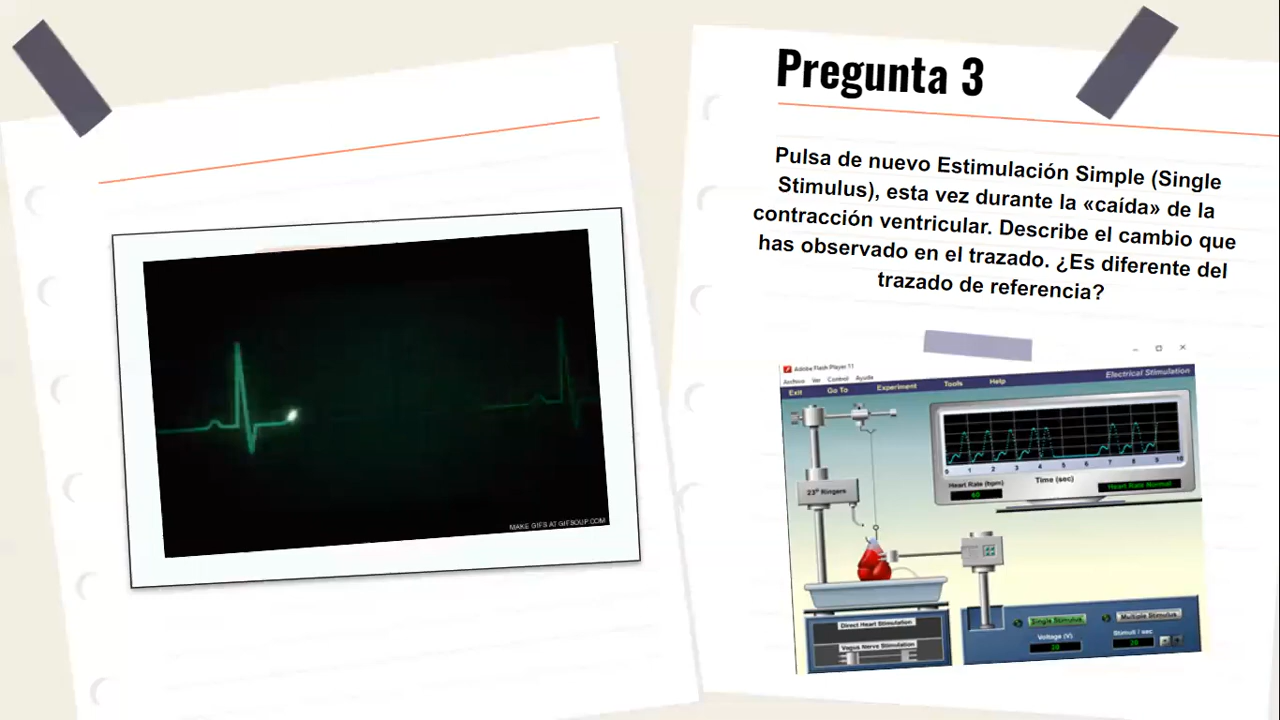 Pregunta 3
Pulsa de nuevo Estimulación Simple (Single
Stimulus), esta vez durante la «caída» de la
contracción ventricular. Describe el cambio que
has observado en el trazado. ¿Es diferente del
trazado de referencia?
MAKE GIFS AT GIFSOUP.COM
Adobe Flash Player 11
Archivo Ver Control Ayuda
Exit Go To Experiment Tools Help
Electrical Stimulation
0 1 2 3 4 5 6 7 8 9 10
Heart Rate (bpm) Time (sec) Heart Rate Normal
60
23º Ringers
Direct Heart Stimulation
Vagus Nerve Stimulation
Single Stimulus Multiple Stimulus
Voltage (V) Stimuli / sec
20 20